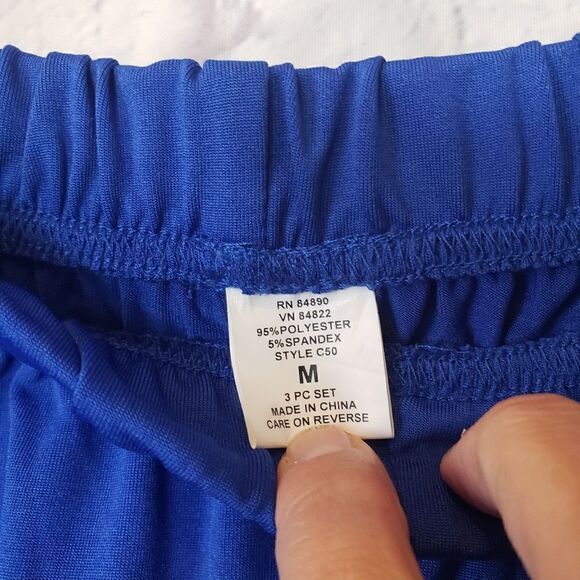 RN 84890
VN 84822
95%POLYESTER
5%SPANDEX
STYLE C50
M
3 PC SET
MADE IN CHINA
CARE ON REVERSE